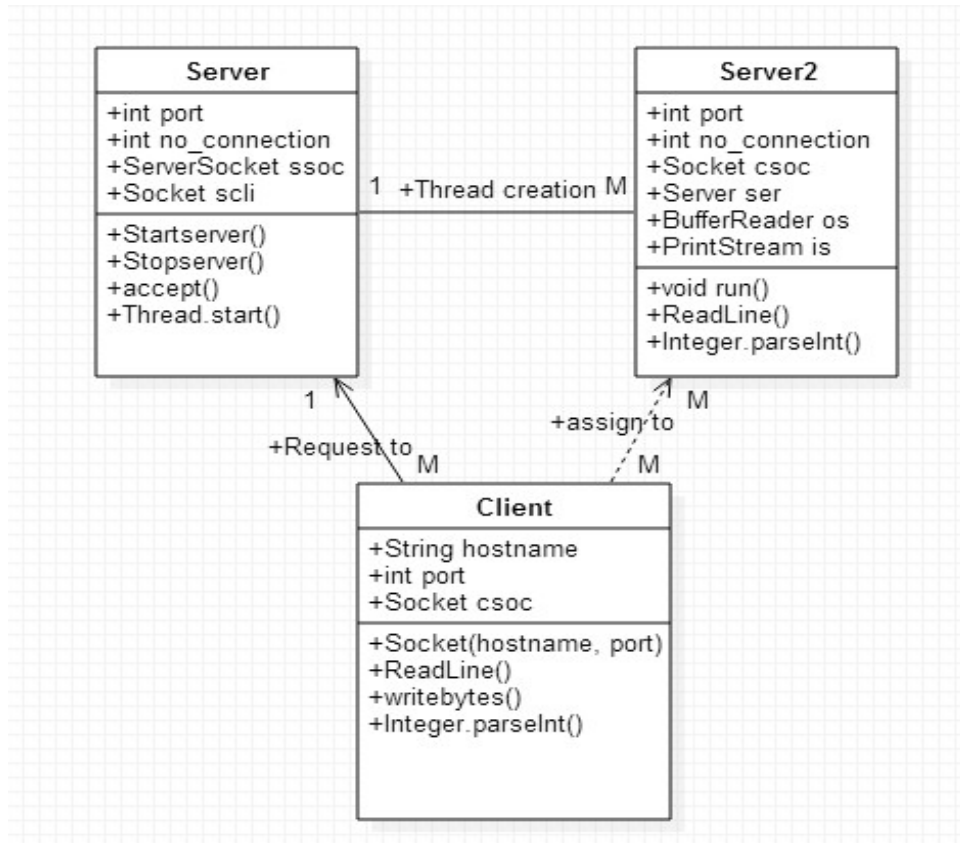 Server
+int port
+int no_connection
+ServerSocket ssoc
+Socket scli
+Startserver()
+Stopserver()
+accept()
+Thread.start()
1 +Thread creation M
Server2
+int port
+int no_connection
+Socket csoc
+Server ser
+BufferReader os
+PrintStream is
+void run()
+ReadLine()
+Integer.parseInt()
1
+Request to
M
M
+assign to
M
Client
+String hostname
+int port
+Socket csoc
+Socket(hostname, port)
+ReadLine()
+writebytes()
+Integer.parseInt()